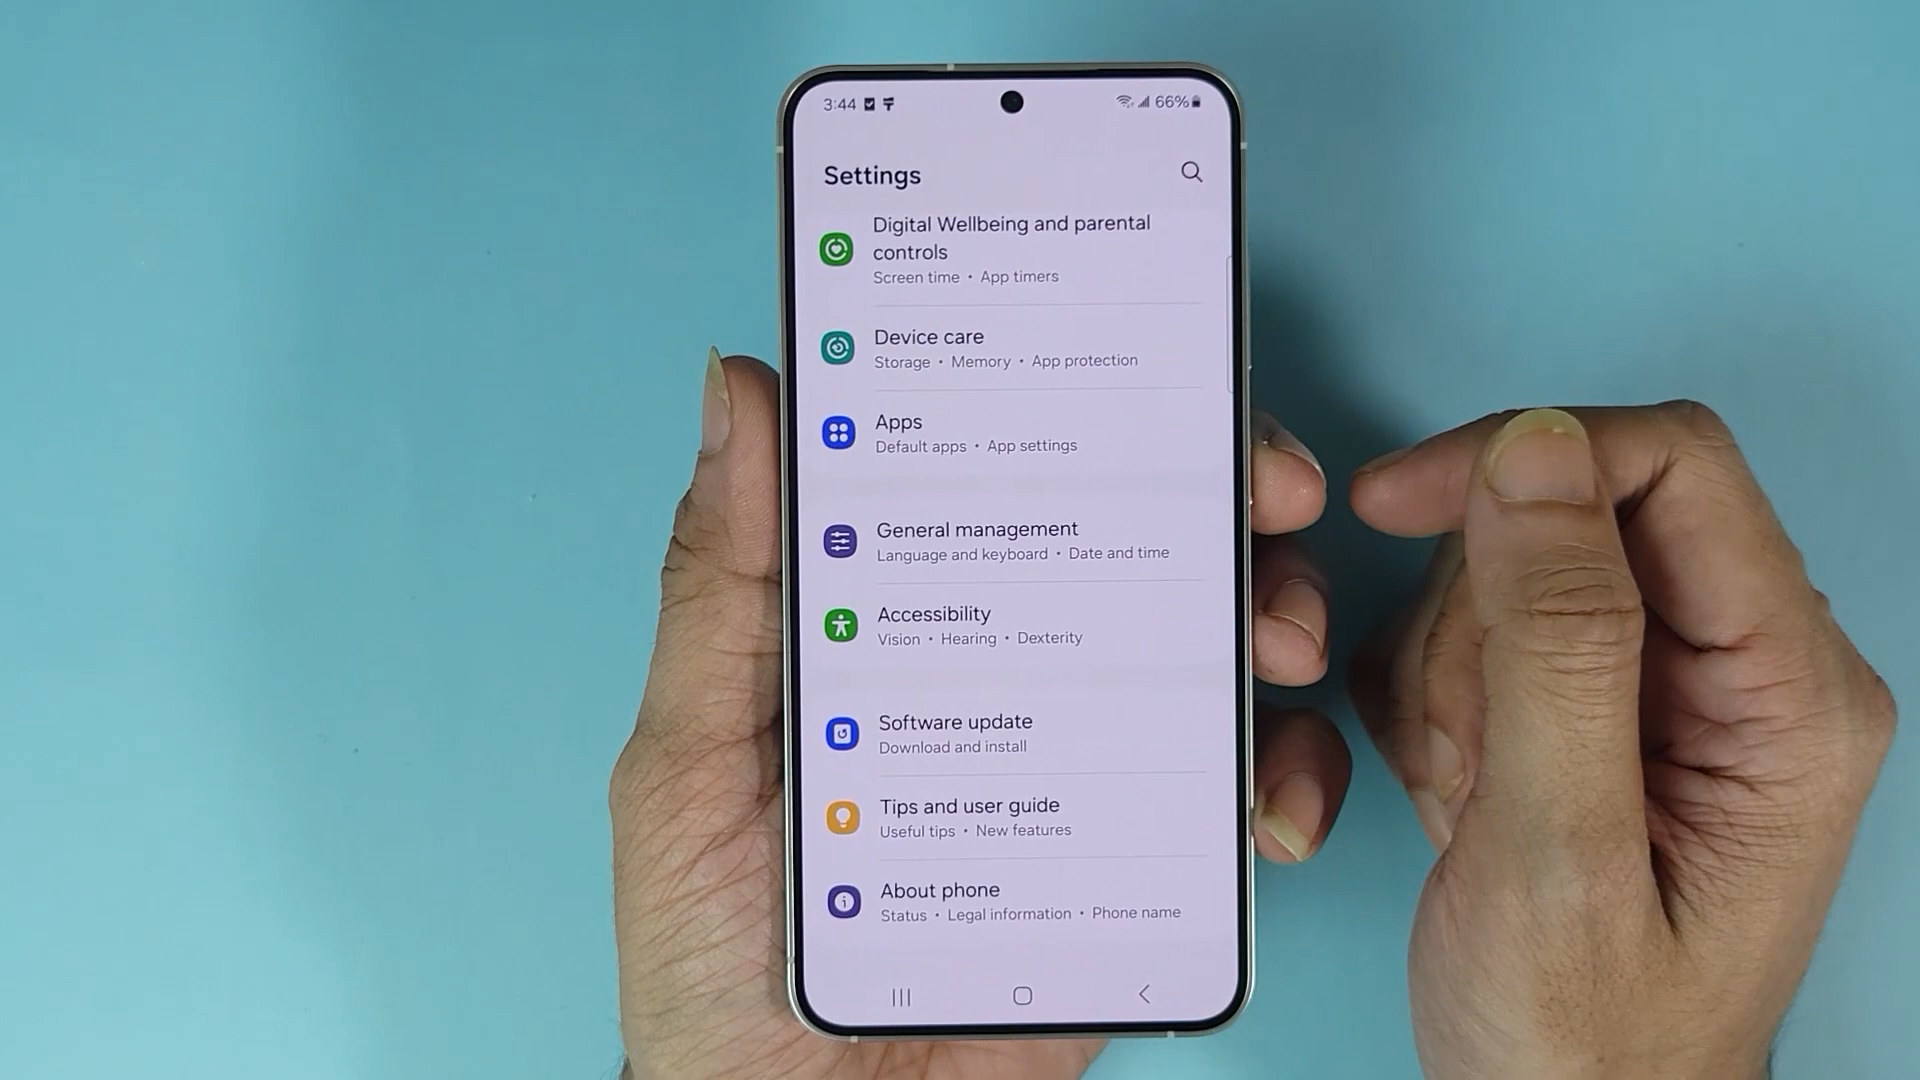 3:44
66%
Settings
Digital Wellbeing and parental
controls
Screen time • App timers
Device care
Storage • Memory • App protection
Apps
Default apps • App settings
General management
Language and keyboard • Date and time
Accessibility
Vision • Hearing • Dexterity
Software update
Download and install
Tips and user guide
Useful tips • New features
About phone
Status • Legal information • Phone name